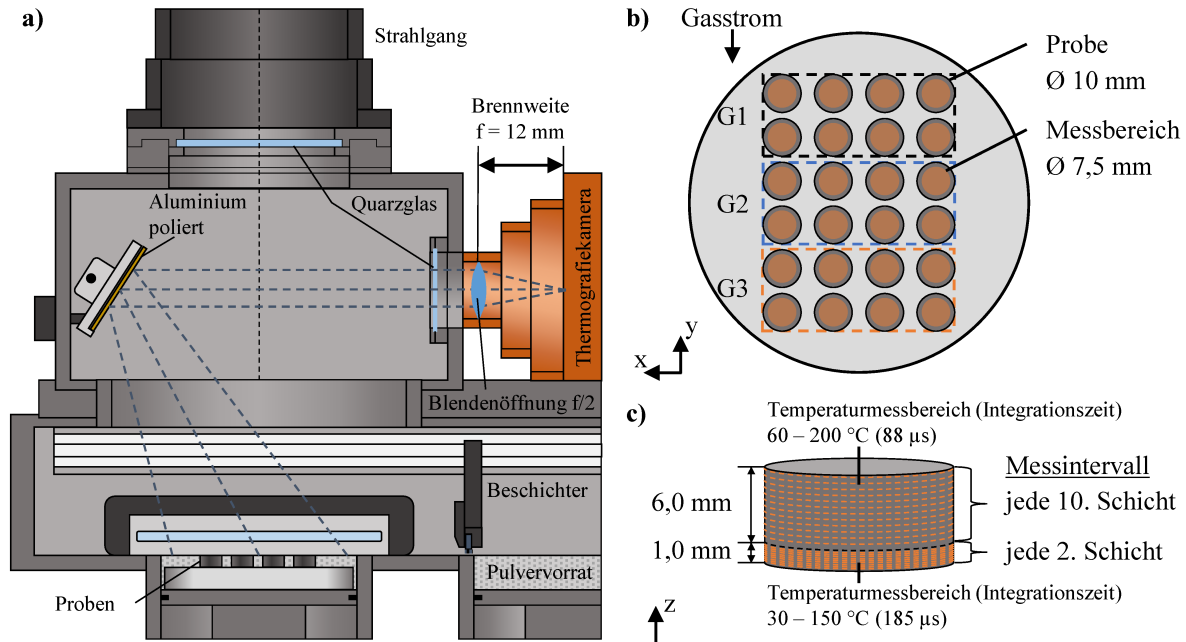 a)
Strahlgang
Brennweite
f = 12 mm
Aluminium
poliert
Quarzglas
Thermografiekamera
Blendenöffnung f/2
Beschichter
Pulvervorrat
Proben
b)
Gasstrom
Probe
Ø 10 mm
G1
Messbereich
Ø 7,5 mm
G2
G3
y
x
c)
Temperaturmessbereich (Integrationszeit)
60 – 200 °C (88 µs)
Messintervall
6,0 mm
jede 10. Schicht
1,0 mm
jede 2. Schicht
Temperaturmessbereich (Integrationszeit)
30 – 150 °C (185 µs)
z